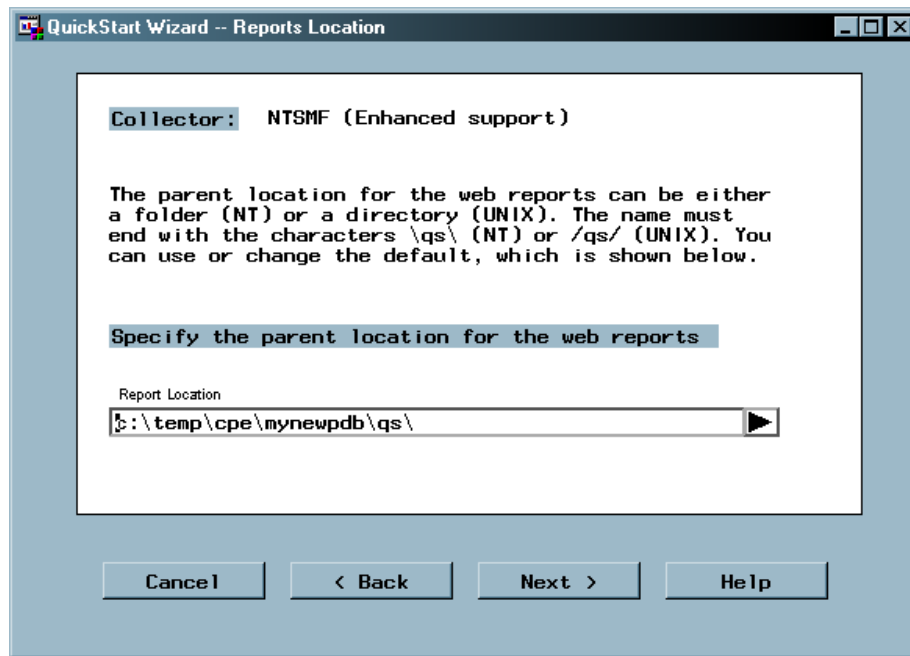 QuickStart Wizard -- Reports Location
Collector: NTSMF (Enhanced support)
The parent location for the web reports can be either
a folder (NT) or a directory (UNIX). The name must
end with the characters \qs\ (NT) or /qs/ (UNIX). You
can use or change the default, which is shown below.
Specify the parent location for the web reports
Report Location
c:\temp\cpe\mynewpdb\qs\
Cancel
< Back
Next >
Help